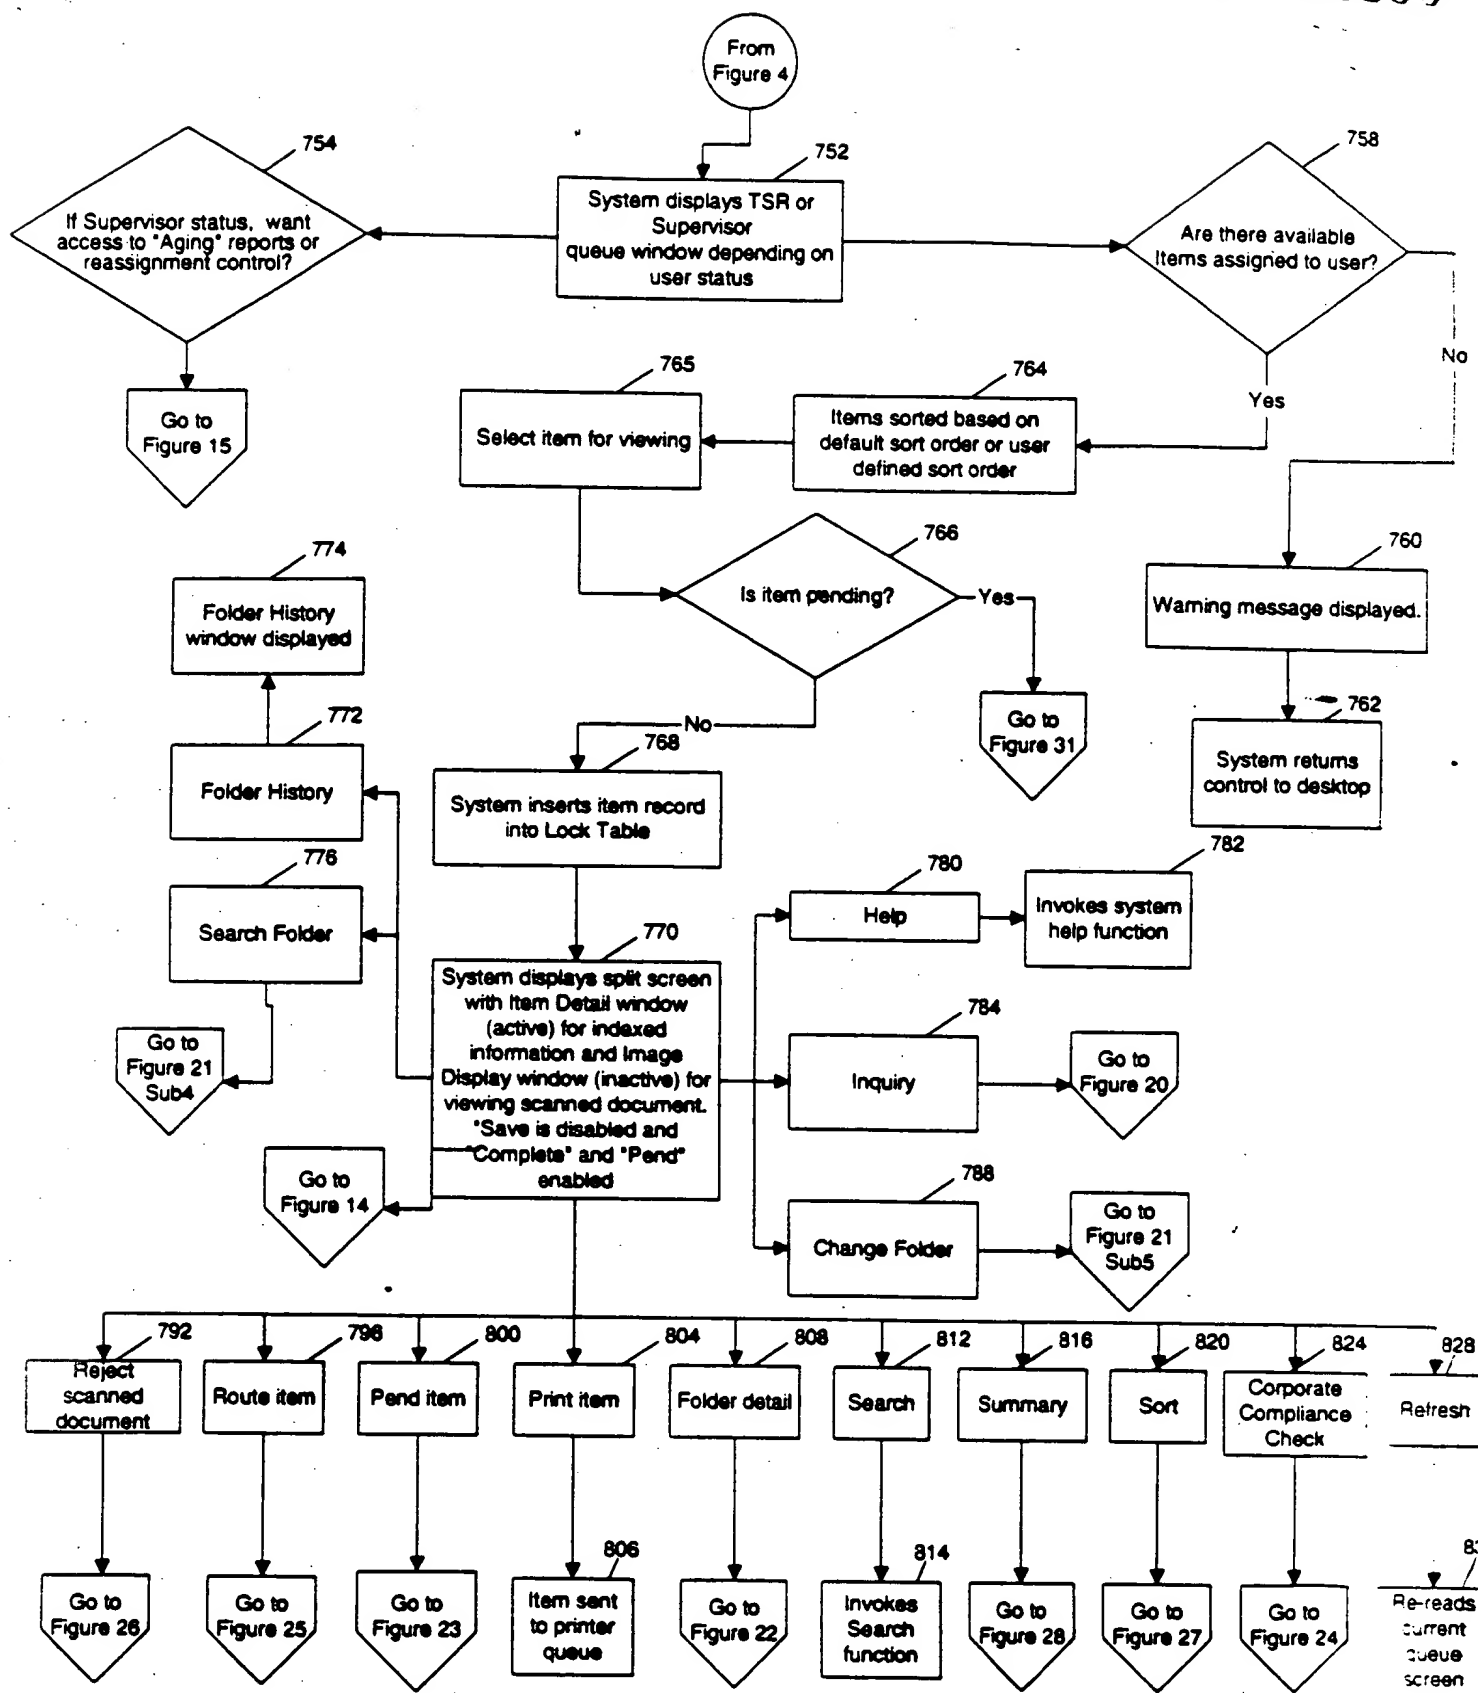 From
Figure 4
754
752
758
If Supervisor status, want
access to "Aging" reports or
reassignment control?
System displays TSR or
Supervisor
queue window depending on
user status
Are there available
Items assigned to user?
No
Yes
Go to
Figure 15
765
Select item for viewing
764
Items sorted based on
default sort order or user
defined sort order
766
Is item pending?
Yes
No
760
Warning message displayed.
762
System returns
control to desktop
Go to
Figure 31
774
Folder History
window displayed
772
Folder History
776
Search Folder
Go to
Figure 21
Sub4
768
System inserts item record
into Lock Table
770
System displays split screen
with Item Detail window
(active) for indexed
information and Image
Display window (inactive) for
viewing scanned document.
"Save is disabled and
"Complete" and "Pend"
enabled
Go to
Figure 14
780
Help
782
Invokes system
help function
784
Inquiry
Go to
Figure 20
788
Change Folder
Go to
Figure 21
Sub5
792
Reject
scanned
document
Go to
Figure 26
796
Route item
Go to
Figure 25
800
Pend item
Go to
Figure 23
804
Print item
806
Item sent
to printer
queue
808
Folder detail
Go to
Figure 22
812
Search
814
Invokes
Search
function
816
Summary
Go to
Figure 28
820
Sort
Go to
Figure 27
824
Corporate
Compliance
Check
Go to
Figure 24
828
Refresh
Re-reads
current
queue
screen